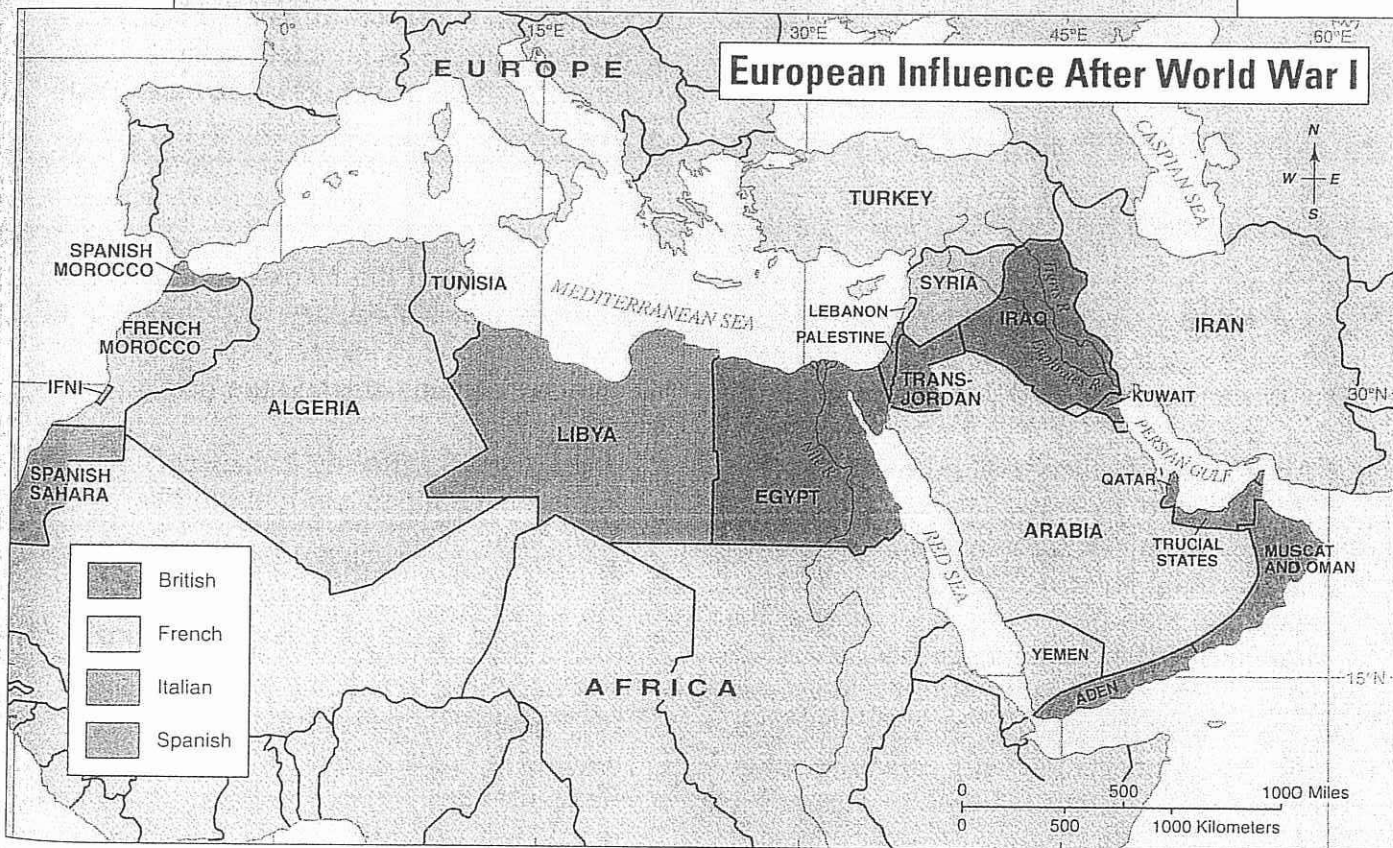 0°
15°E
30°E
45°E
60°E
EUROPE
European Influence After World War I
CASPIAN SEA
N
W E
S
TURKEY
SPANISH
MOROCCO
TUNISIA
MEDITERRANEAN SEA
SYRIA
LEBANON
PALESTINE
Tigris R.
IRAQ
Euphrates R.
IRAN
FRENCH
MOROCCO
IFNI
ALGERIA
TRANS-
JORDAN
KUWAIT
30°N
LIBYA
PERSIAN GULF
SPANISH
SAHARA
Nile R.
EGYPT
QATAR
ARABIA
RED SEA
TRUCIAL
STATES
MUSCAT
AND OMAN
British
French
Italian
Spanish
YEMEN
AFRICA
ADEN
15°N
0 500 1000 Miles
0 500 1000 Kilometers